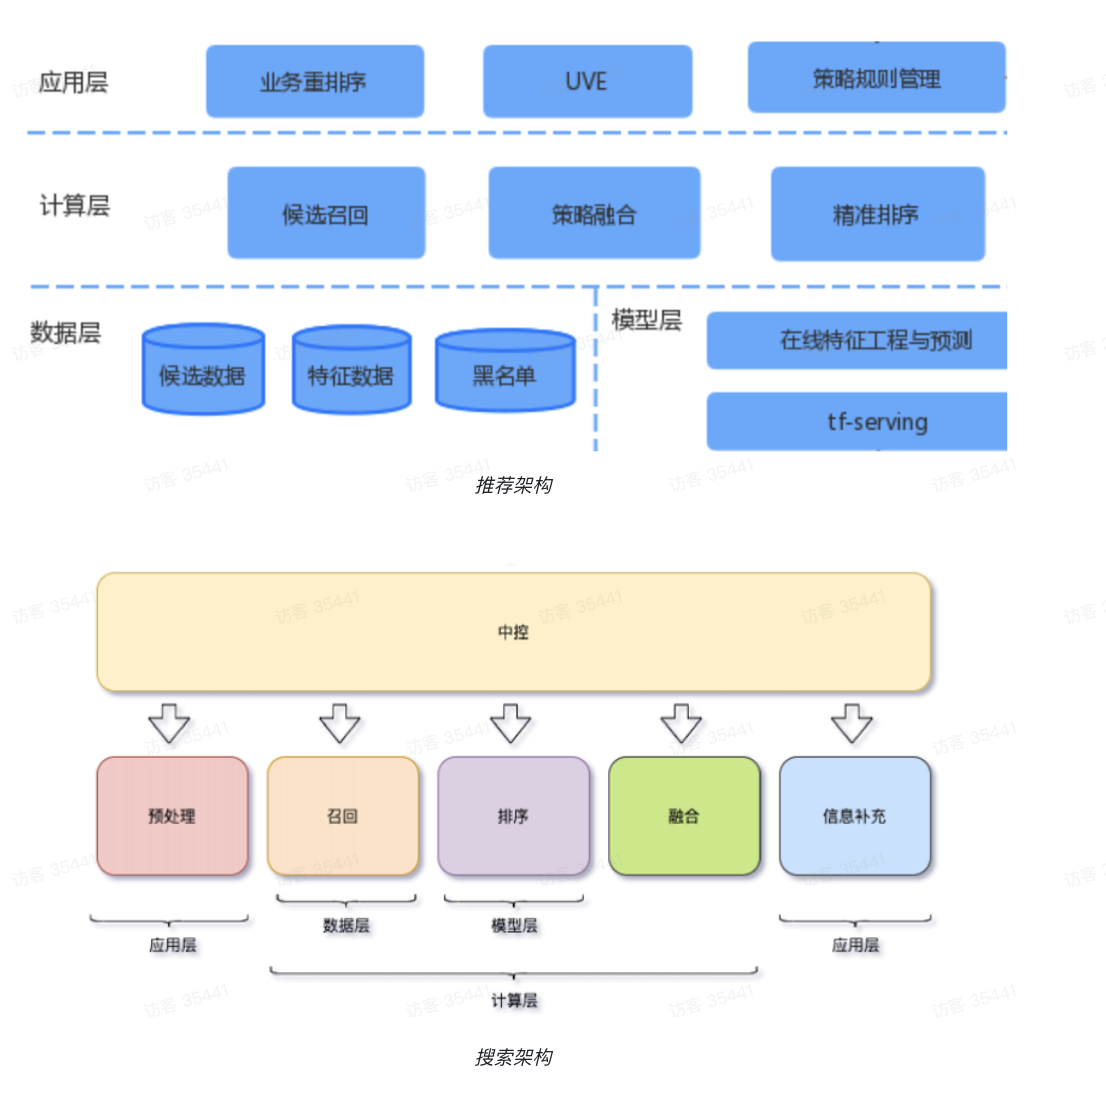 应用层
业务重排序
UVE
策略规则管理
计算层
候选召回
策略融合
精准排序
数据层
候选数据
特征数据
黑名单
模型层
在线特征工程与预测
tf-serving
推荐架构
中控
预处理
召回
排序
融合
信息补充
数据层
模型层
应用层
应用层
计算层
搜索架构
访客 35441